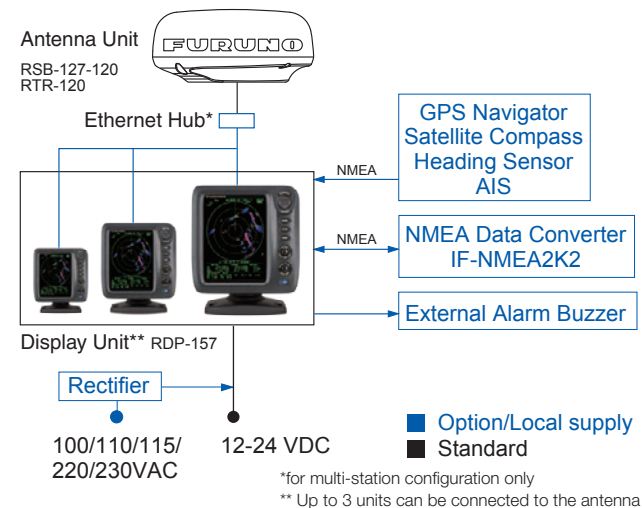 Antenna Unit
RSB-127-120
RTR-120
FURUNO
Ethernet Hub*
GPS Navigator
Satellite Compass
Heading Sensor
AIS
NMEA
NMEA
NMEA Data Converter
IF-NMEA2K2
External Alarm Buzzer
Display Unit** RDP-157
Rectifier
100/110/115/
220/230VAC
12-24 VDC
Option/Local supply
Standard
*for multi-station configuration only
** Up to 3 units can be connected to the antenna